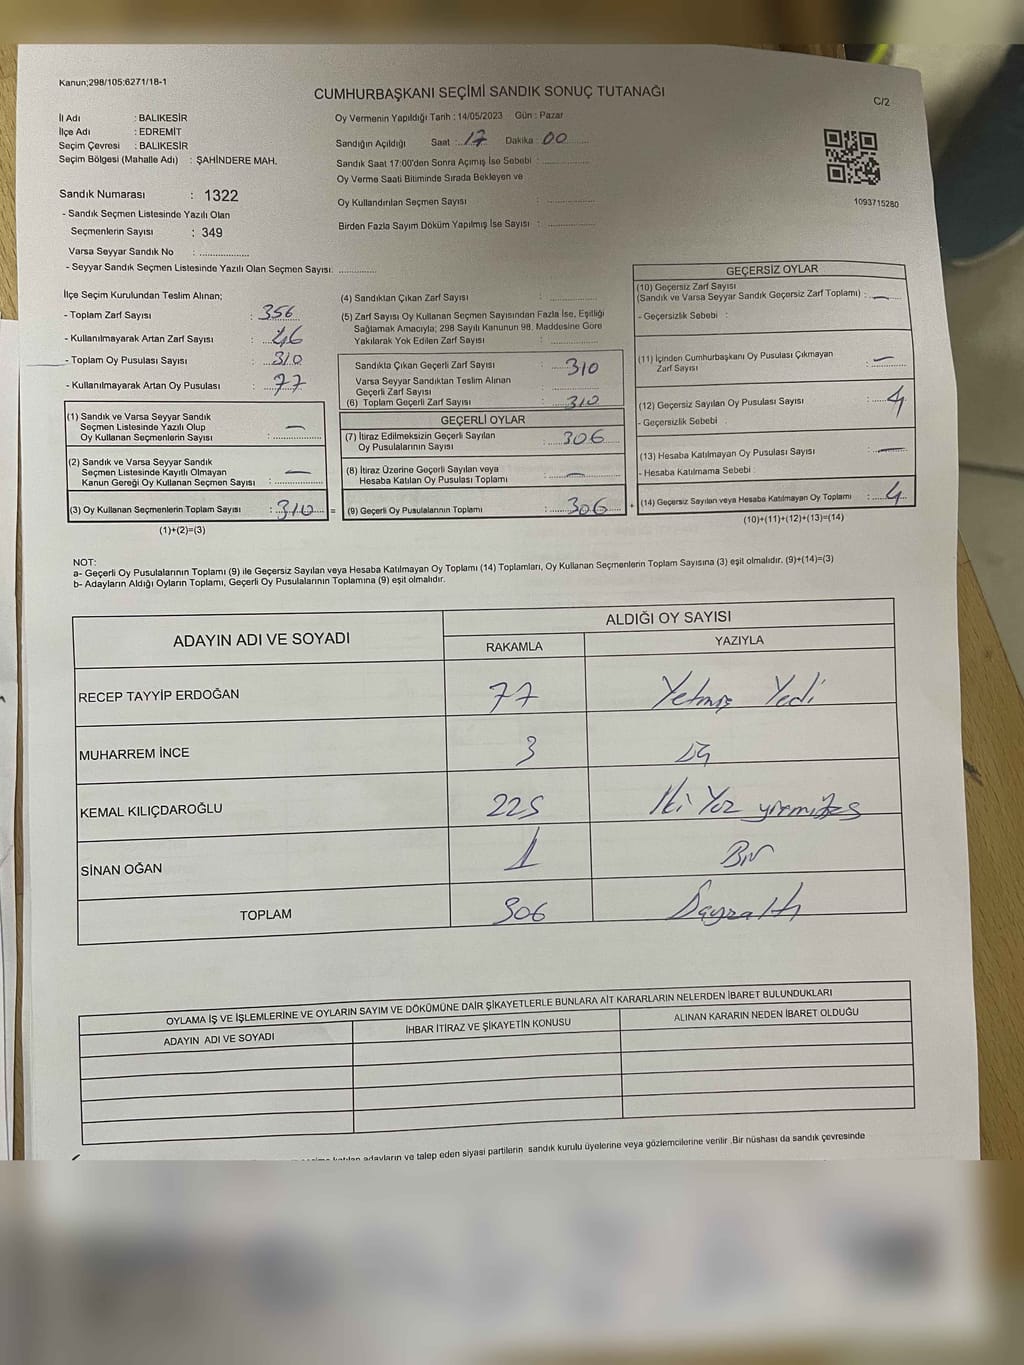 Kanun;298/105:6271/18-1
CUMHURBAŞKANI SEÇİMİ SANDIK SONUÇ TUTANAĞI
C/2
İl Adı : BALIKESİR
İlçe Adı : EDREMİT
Seçim Çevresi : BALIKESİR
Seçim Bölgesi (Mahalle Adı) : ŞAHİNDERE MAH.
Sandık Numarası : 1322
- Sandık Seçmen Listesinde Yazılı Olan
Seçmenlerin Sayısı : 349
Varsa Seyyar Sandık No : ..................
- Seyyar Sandık Seçmen Listesinde Yazılı Olan Seçmen Sayısı: .............
Oy Vermenin Yapıldığı Tarih : 14/05/2023 Gün : Pazar
Sandığın Açıldığı Saat : 17 Dakika : 00
Sandık Saat 17:00'den Sonra Açımış İse Sebebi : ..................
Oy Verme Saati Bitiminde Sırada Bekleyen ve
Oy Kullandırılan Seçmen Sayısı : ..................
Birden Fazla Sayım Döküm Yapılmış İse Sayısı : ..................
1093715280
İlçe Seçim Kurulundan Teslim Alınan;
- Toplam Zarf Sayısı : 356
- Kullanılmayarak Artan Zarf Sayısı : 46
- Toplam Oy Pusulası Sayısı : 310
- Kullanılmayarak Artan Oy Pusulası : 77
(1) Sandık ve Varsa Seyyar Sandık
Seçmen Listesinde Yazılı Olup
Oy Kullanan Seçmenlerin Sayısı : —
(2) Sandık ve Varsa Seyyar Sandık
Seçmen Listesinde Kayıtlı Olmayan
Kanun Gereği Oy Kullanan Seçmen Sayısı : —
(3) Oy Kullanan Seçmenlerin Toplam Sayısı : 310 =
(1)+(2)=(3)
(4) Sandıktan Çıkan Zarf Sayısı : ..................
(5) Zarf Sayısı Oy Kullanan Seçmen Sayısından Fazla İse, Eşitliği
Sağlamak Amacıyla; 298 Sayılı Kanunun 98. Maddesine Göre
Yakılarak Yok Edilen Zarf Sayısı : ..................
Sandıkta Çıkan Geçerli Zarf Sayısı : 310
Varsa Seyyar Sandıktan Teslim Alınan
Geçerli Zarf Sayısı : ..................
(6) Toplam Geçerli Zarf Sayısı : 310
GEÇERLİ OYLAR
(7) İtiraz Edilmeksizin Geçerli Sayılan
Oy Pusulalarının Sayısı : 306
(8) İtiraz Üzerine Geçerli Sayılan veya
Hesaba Katılan Oy Pusulası Toplamı : —
(9) Geçerli Oy Pusulalarının Toplamı : 306 +
GEÇERSİZ OYLAR
(10) Geçersiz Zarf Sayısı
(Sandık ve Varsa Seyyar Sandık Geçersiz Zarf Toplamı) : —
- Geçersizlik Sebebi :
(11) İçinden Cumhurbaşkanı Oy Pusulası Çıkmayan
Zarf Sayısı : —
(12) Geçersiz Sayılan Oy Pusulası Sayısı : 4
- Geçersizlik Sebebi :
(13) Hesaba Katılmayan Oy Pusulası Sayısı : —
- Hesaba Katılmama Sebebi :
(14) Geçersiz Sayılan veya Hesaba Katılmayan Oy Toplamı : 4
(10)+(11)+(12)+(13)=(14)
NOT:
a- Geçerli Oy Pusulalarının Toplamı (9) ile Geçersiz Sayılan veya Hesaba Katılmayan Oy Toplamı (14) Toplamları, Oy Kullanan Seçmenlerin Toplam Sayısına (3) eşit olmalıdır. (9)+(14)=(3)
b- Adayların Aldığı Oyların Toplamı, Geçerli Oy Pusulalarının Toplamına (9) eşit olmalıdır.
ADAYIN ADI VE SOYADI ALDIĞI OY SAYISI
RAKAMLA YAZIYLA
RECEP TAYYİP ERDOĞAN 77 Yetmiş Yedi
MUHARREM İNCE 3
KEMAL KILIÇDAROĞLU 225 İki Yüz yirmibeş
SİNAN OĞAN 1 Bir
TOPLAM 306
OYLAMA İŞ VE İŞLEMLERİNE VE OYLARIN SAYIM VE DÖKÜMÜNE DAİR ŞİKAYETLERLE BUNLARA AİT KARARLARIN NELERDEN İBARET BULUNDUKLARI
ADAYIN ADI VE SOYADI İHBAR İTİRAZ VE ŞİKAYETİN KONUSU ALINAN KARARIN NEDEN İBARET OLDUĞU
adayların ve talep eden siyasi partilerin sandık kurulu üyelerine veya gözlemcilerine verilir .Bir nüshası da sandık çevresinde